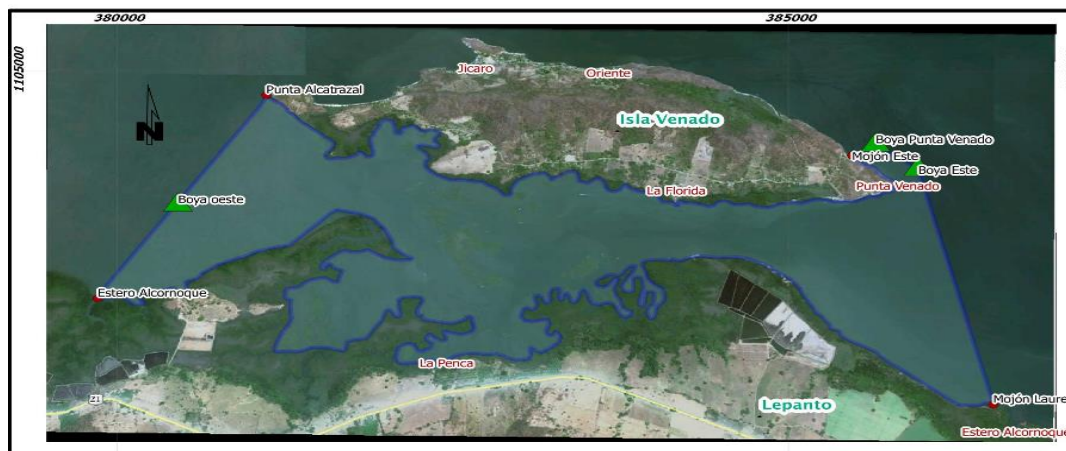 380000
385000
1105000
Jicaro
Oriente
Punta Alcatrazal
N
Isla Venado
Boya Punta Venado
Mojón Este
Boya Este
La Florida
Punta Venado
Boya oeste
Estero Alcornoque
La Penca
21
Lepanto
Mojón Laure
Estero Alcornoque